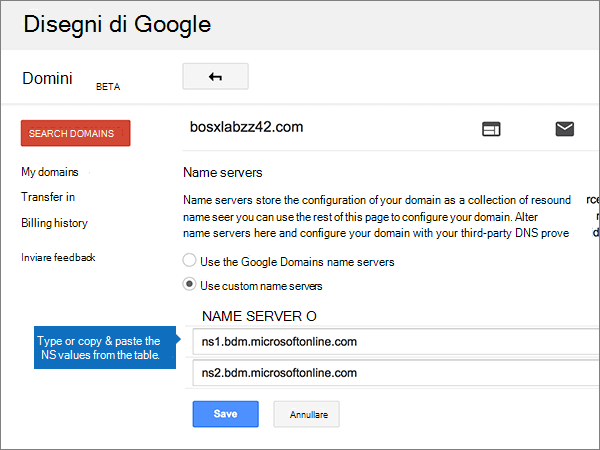 Disegni di Google
Domini
BETA
SEARCH DOMAINS
bosxlabzz42.com
My domains
Transfer in
Billing history
Inviare feedback
Name servers
Name servers store the configuration of your domain as a collection of resound rce
name seer you can use the rest of this page to configure your domain. Alter
name servers here and configure your domain with your third-party DNS prove d
Use the Google Domains name servers
Use custom name servers
NAME SERVER O
Type or copy & paste the
NS values from the table.
ns1.bdm.microsoftonline.com
ns2.bdm.microsoftonline.com
Save
Annullare